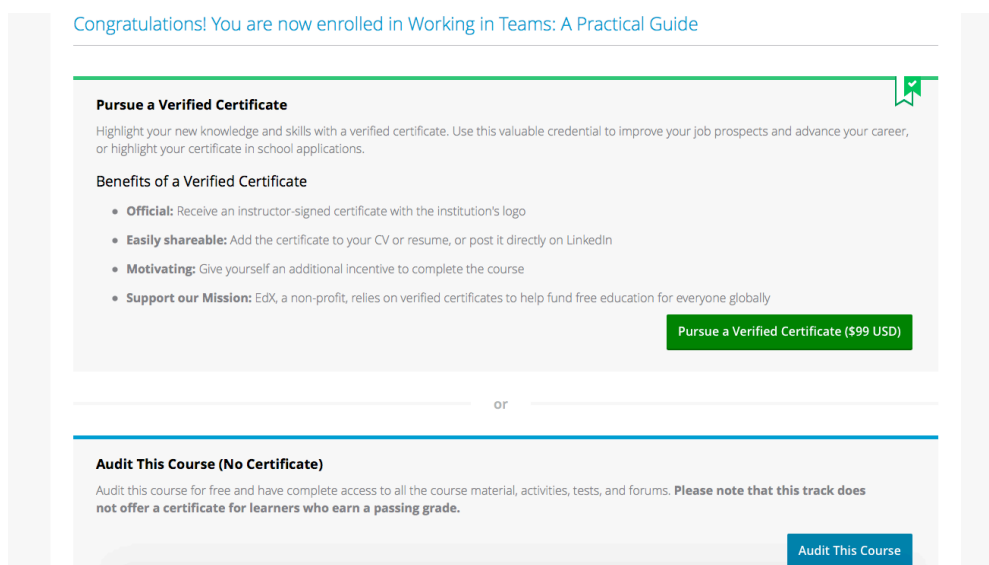 Congratulations! You are now enrolled in Working in Teams: A Practical Guide
Pursue a Verified Certificate
Highlight your new knowledge and skills with a verified certificate. Use this valuable credential to improve your job prospects and advance your career,
or highlight your certificate in school applications.
Benefits of a Verified Certificate
Official: Receive an instructor-signed certificate with the institution's logo
Easily shareable: Add the certificate to your CV or resume, or post it directly on LinkedIn
Motivating: Give yourself an additional incentive to complete the course
Support our Mission: EdX, a non-profit, relies on verified certificates to help fund free education for everyone globally
Pursue a Verified Certificate ($99 USD)
or
Audit This Course (No Certificate)
Audit this course for free and have complete access to all the course material, activities, tests, and forums. Please note that this track does
not offer a certificate for learners who earn a passing grade.
Audit This Course